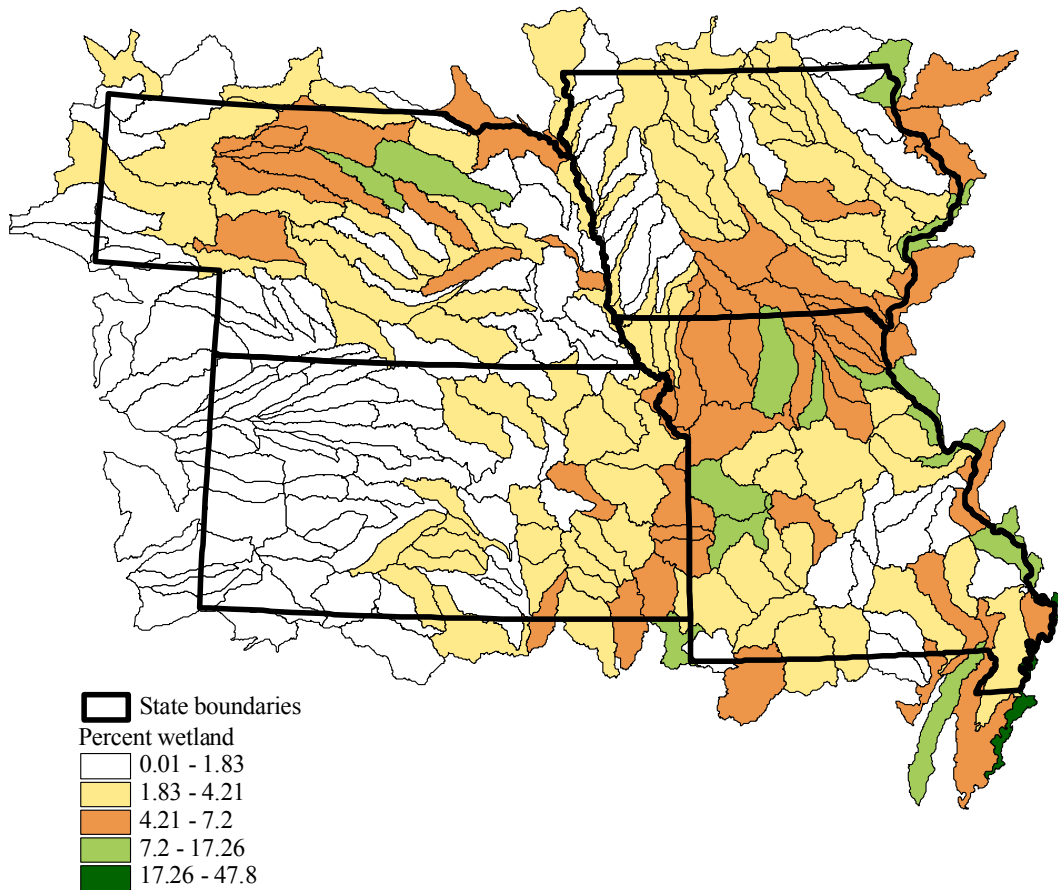 State boundaries
Percent wetland
0.01 - 1.83
1.83 - 4.21
4.21 - 7.2
7.2 - 17.26
17.26 - 47.8